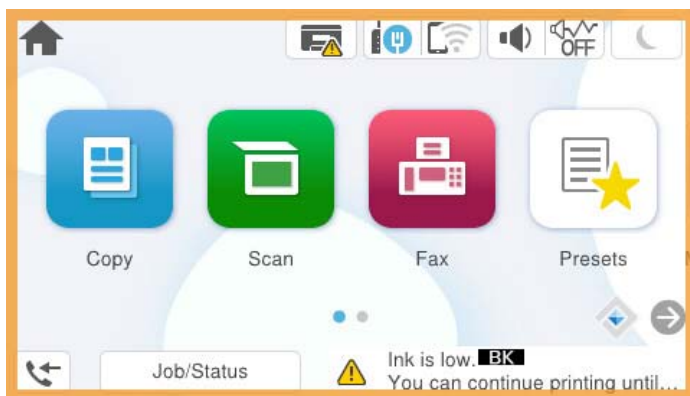 OFF
Copy Scan Fax Presets
Job/Status
Ink is low. BK
You can continue printing until...